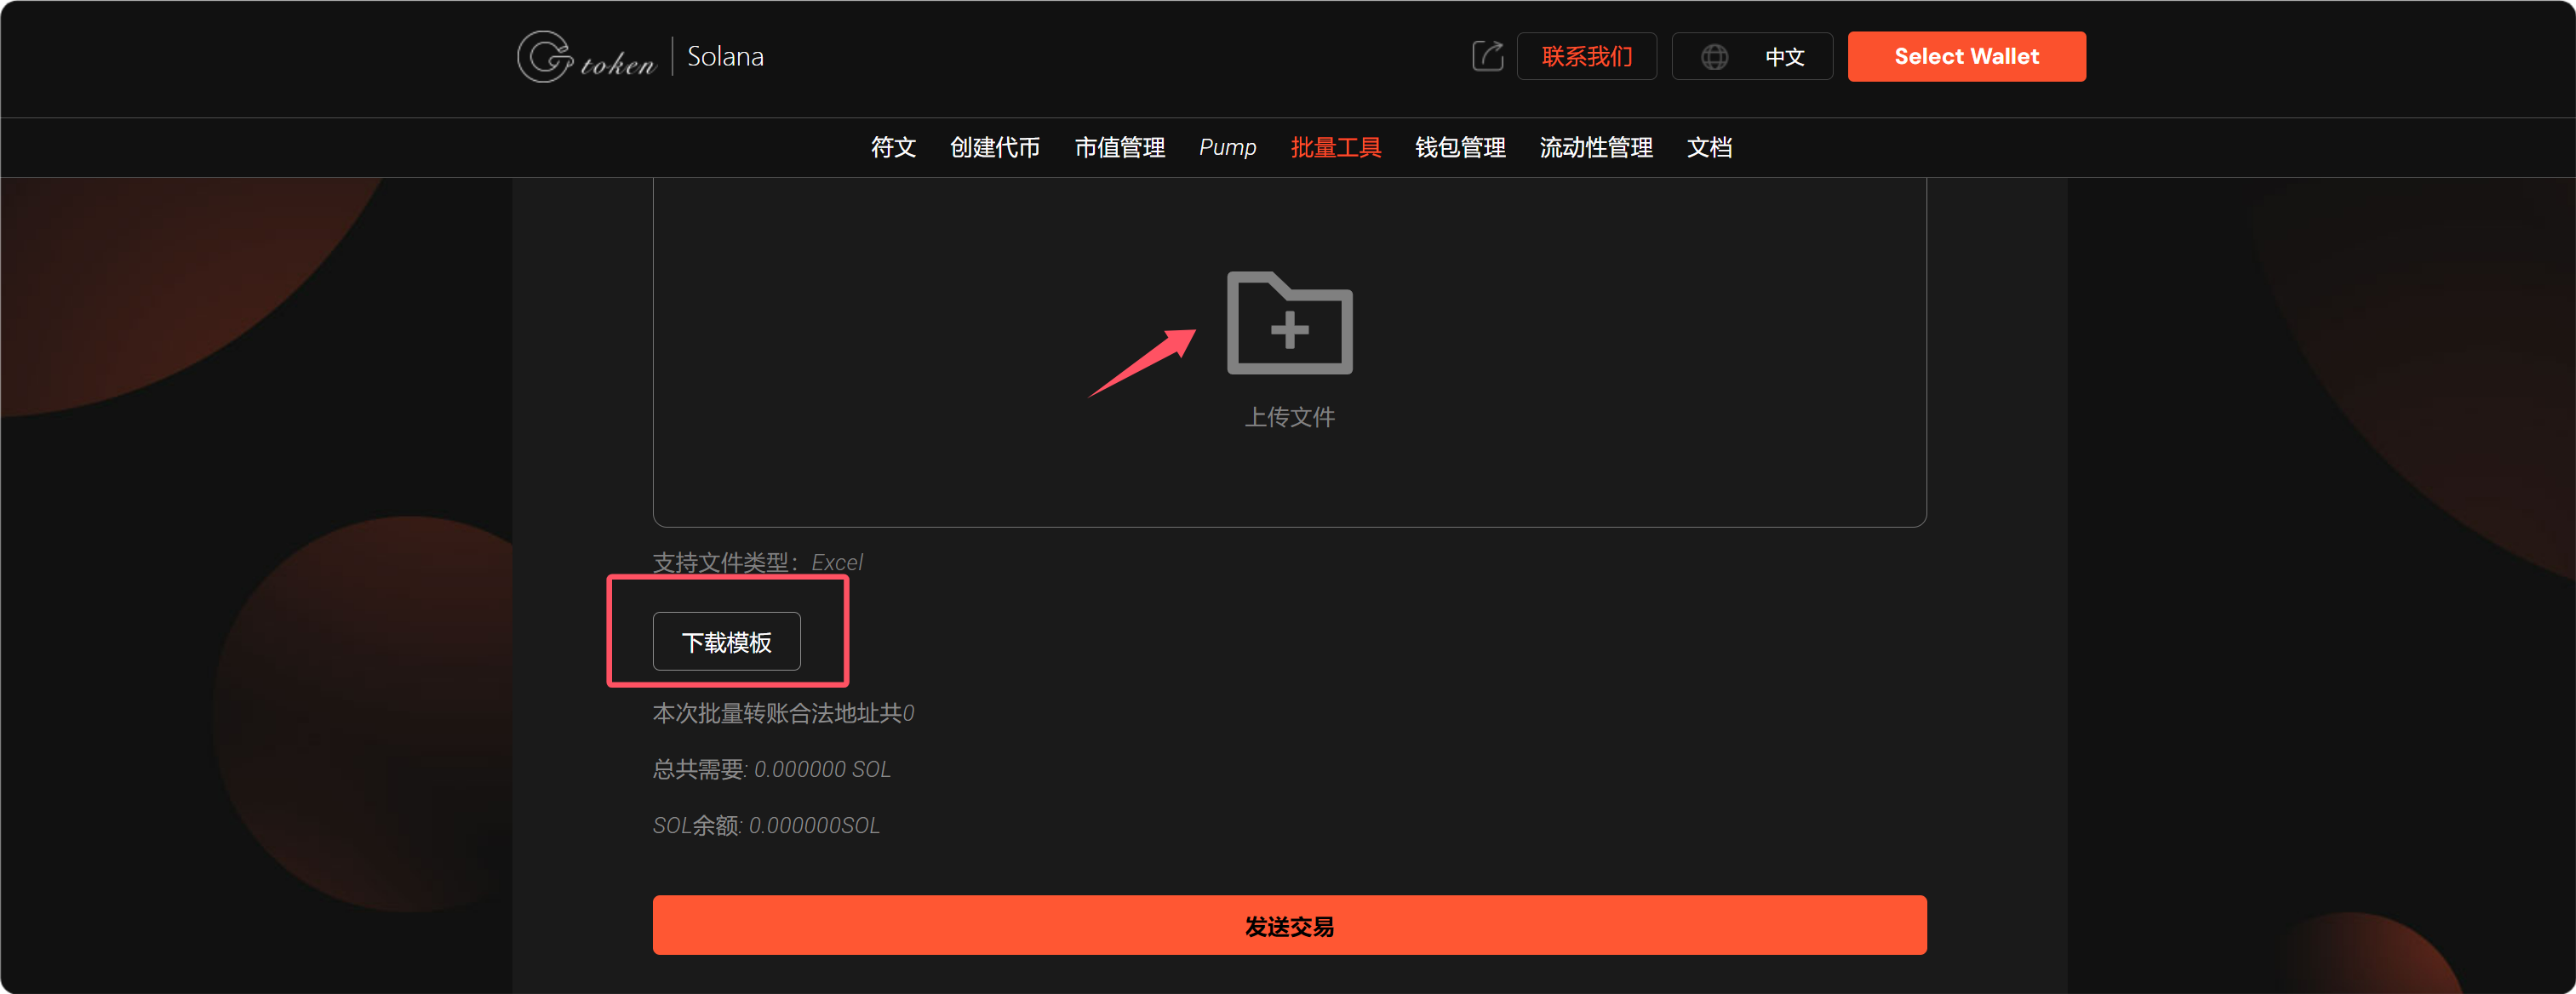 Gtoken | Solana
联系我们
中文
Select Wallet
符文 创建代币 市值管理 Pump 批量工具 钱包管理 流动性管理 文档
上传文件
支持文件类型：Excel
下载模板
本次批量转账合法地址共0
总共需要: 0.000000 SOL
SOL余额: 0.000000SOL
发送交易